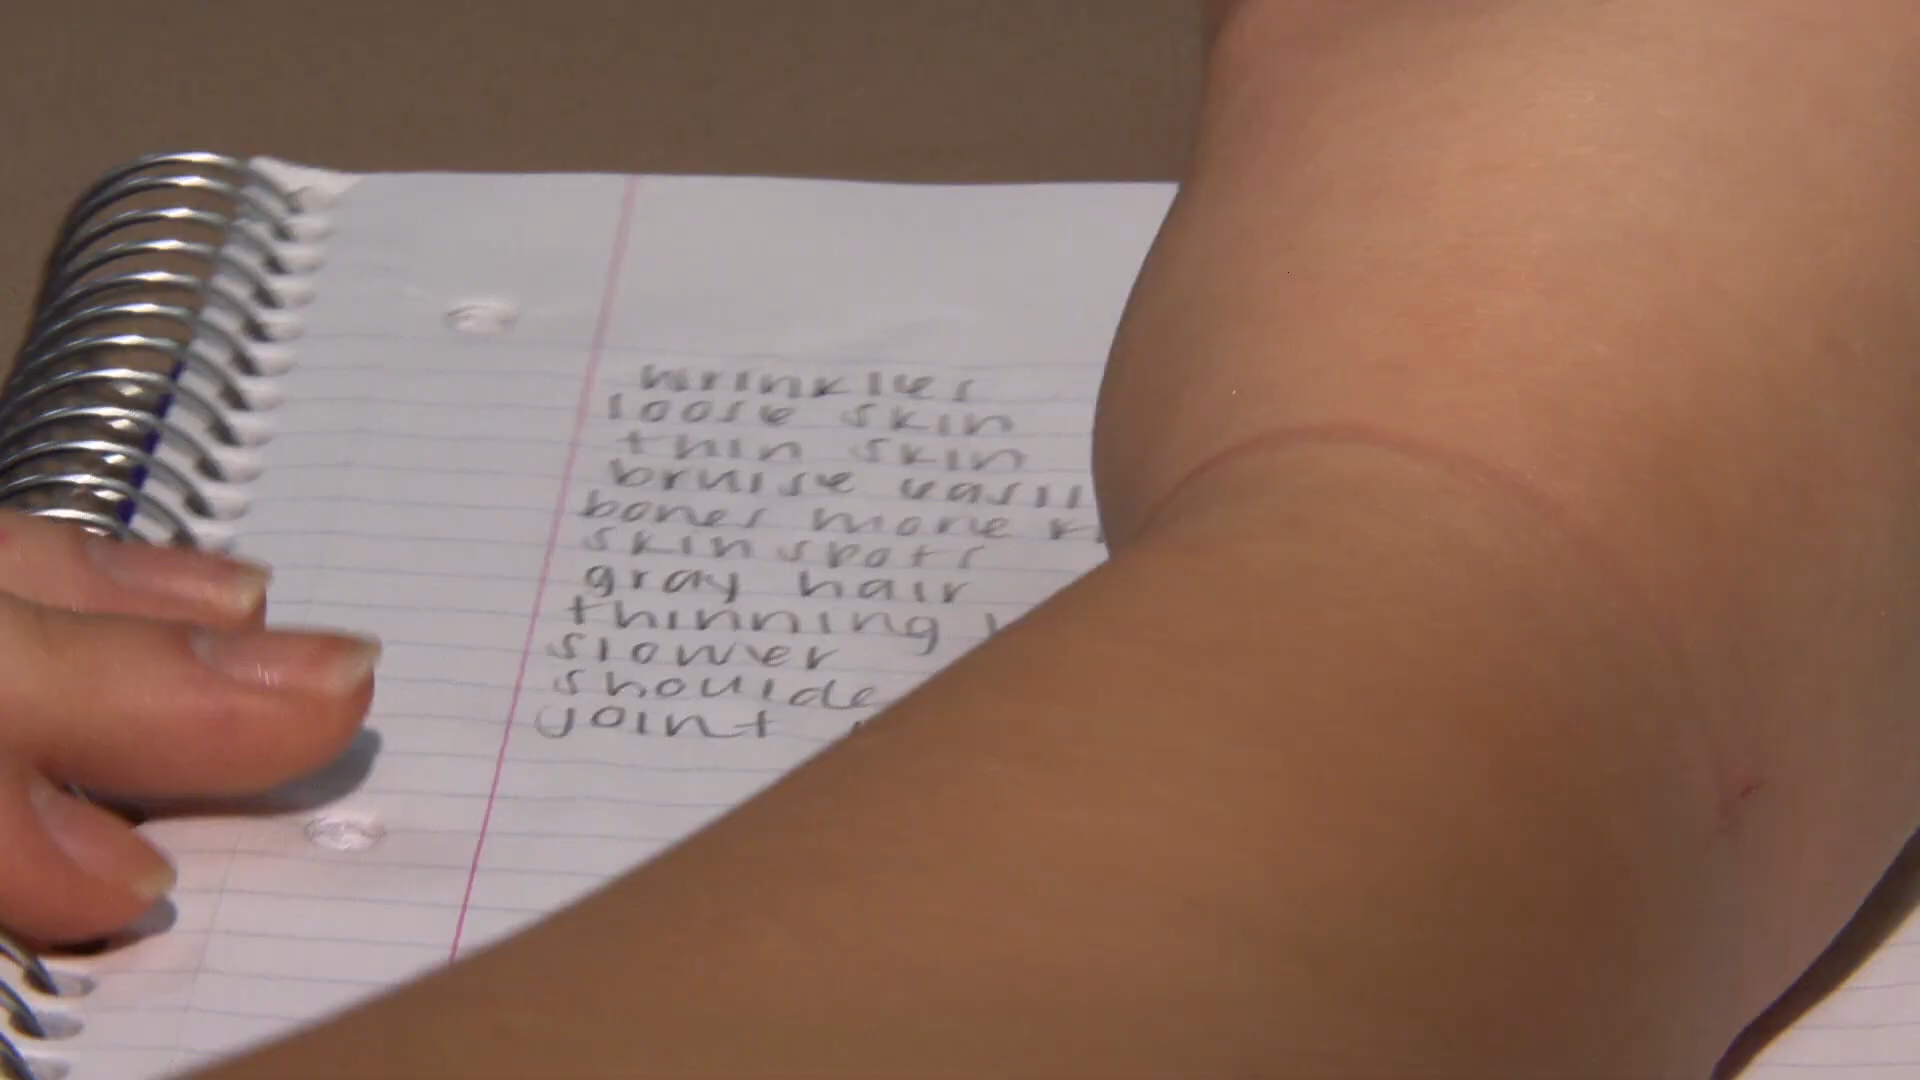 wrinkles
loose skin
thin skin
bruise easil
bones more
skin spots
gray hair
thinning
slower
shoulde
joint